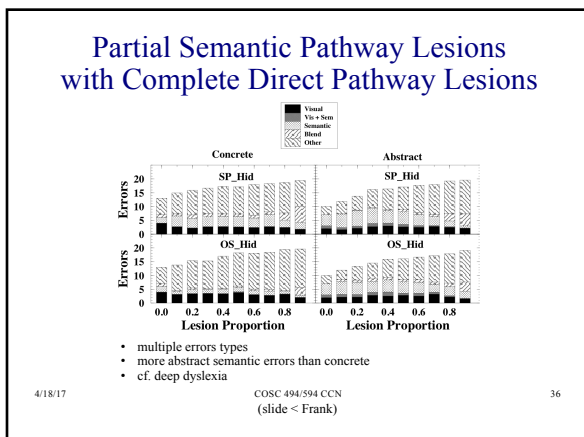 Partial Semantic Pathway Lesions
with Complete Direct Pathway Lesions
Visual
Vis + Sem
Semantic
Blend
Other
Concrete
Abstract
SP_Hid
SP_Hid
Errors
20
15
10
5
0
OS_Hid
OS_Hid
Errors
20
15
10
5
0
0.0 0.2 0.4 0.6 0.8
0.0 0.2 0.4 0.6 0.8
Lesion Proportion
Lesion Proportion
• multiple errors types
• more abstract semantic errors than concrete
• cf. deep dyslexia
4/18/17
COSC 494/594 CCN
36
(slide < Frank)